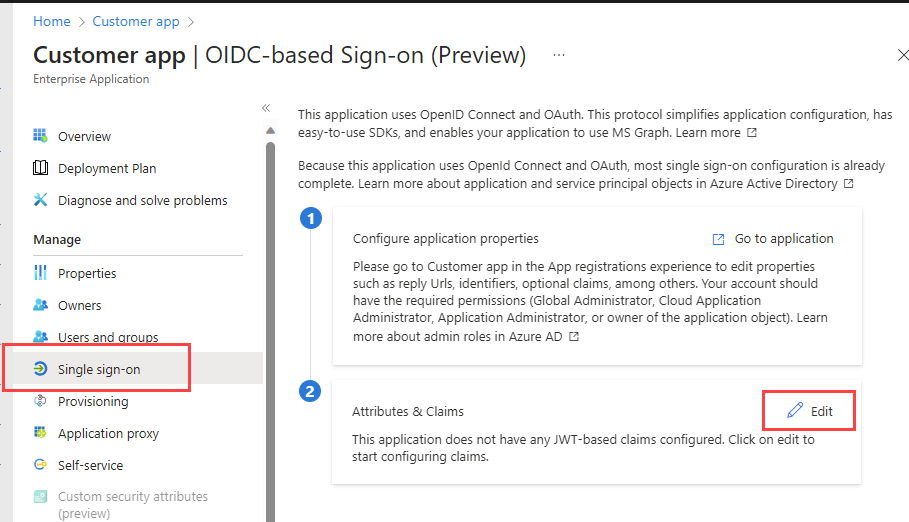 Home > Customer app >
Customer app | OIDC-based Sign-on (Preview) ...
Enterprise Application
Overview
Deployment Plan
Diagnose and solve problems
Manage
Properties
Owners
Users and groups
Single sign-on
Provisioning
Application proxy
Self-service
Custom security attributes
(preview)
This application uses OpenID Connect and OAuth. This protocol simplifies application configuration, has
easy-to-use SDKs, and enables your application to use MS Graph. Learn more
Because this application uses OpenId Connect and OAuth, most single sign-on configuration is already
complete. Learn more about application and service principal objects in Azure Active Directory
1
Configure application properties
Go to application
Please go to Customer app in the App registrations experience to edit properties
such as reply Urls, identifiers, optional claims, among others. Your account should
have the required permissions (Global Administrator, Cloud Application
Administrator, Application Administrator, or owner of the application object). Learn
more about admin roles in Azure AD
2
Attributes & Claims
Edit
This application does not have any JWT-based claims configured. Click on edit to
start configuring claims.